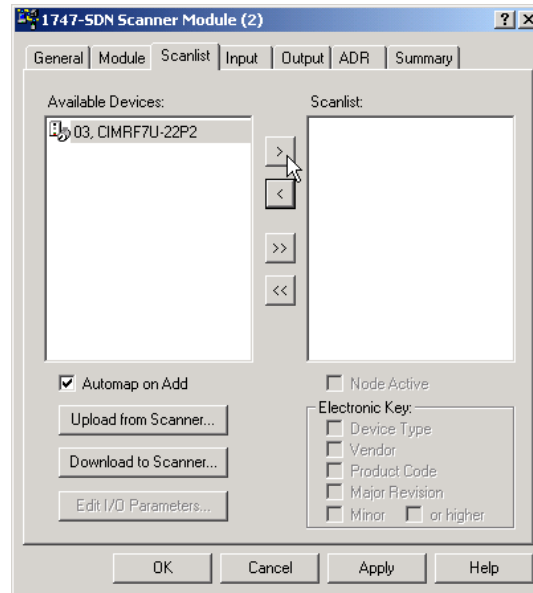 1747-SDN Scanner Module (2)
General Module Scanlist Input Output ADR Summary
Available Devices:
Scanlist:
03, CIMRF7U-22P2
>
<
>>
<<
Automap on Add
Upload from Scanner...
Download to Scanner...
Edit I/O Parameters...
Node Active
Electronic Key:
Device Type
Vendor
Product Code
Major Revision
Minor or higher
OK Cancel Apply Help